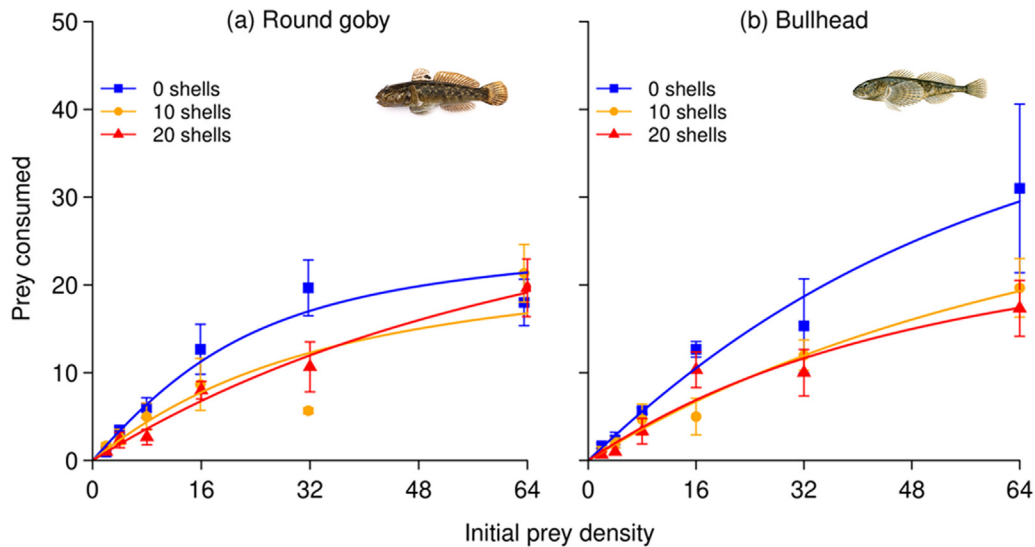 (a) Round goby
(b) Bullhead
50
40
30
20
10
0
Prey consumed
0 shells
10 shells
20 shells
0 shells
10 shells
20 shells
0 16 32 48 64
0 16 32 48 64
Initial prey density